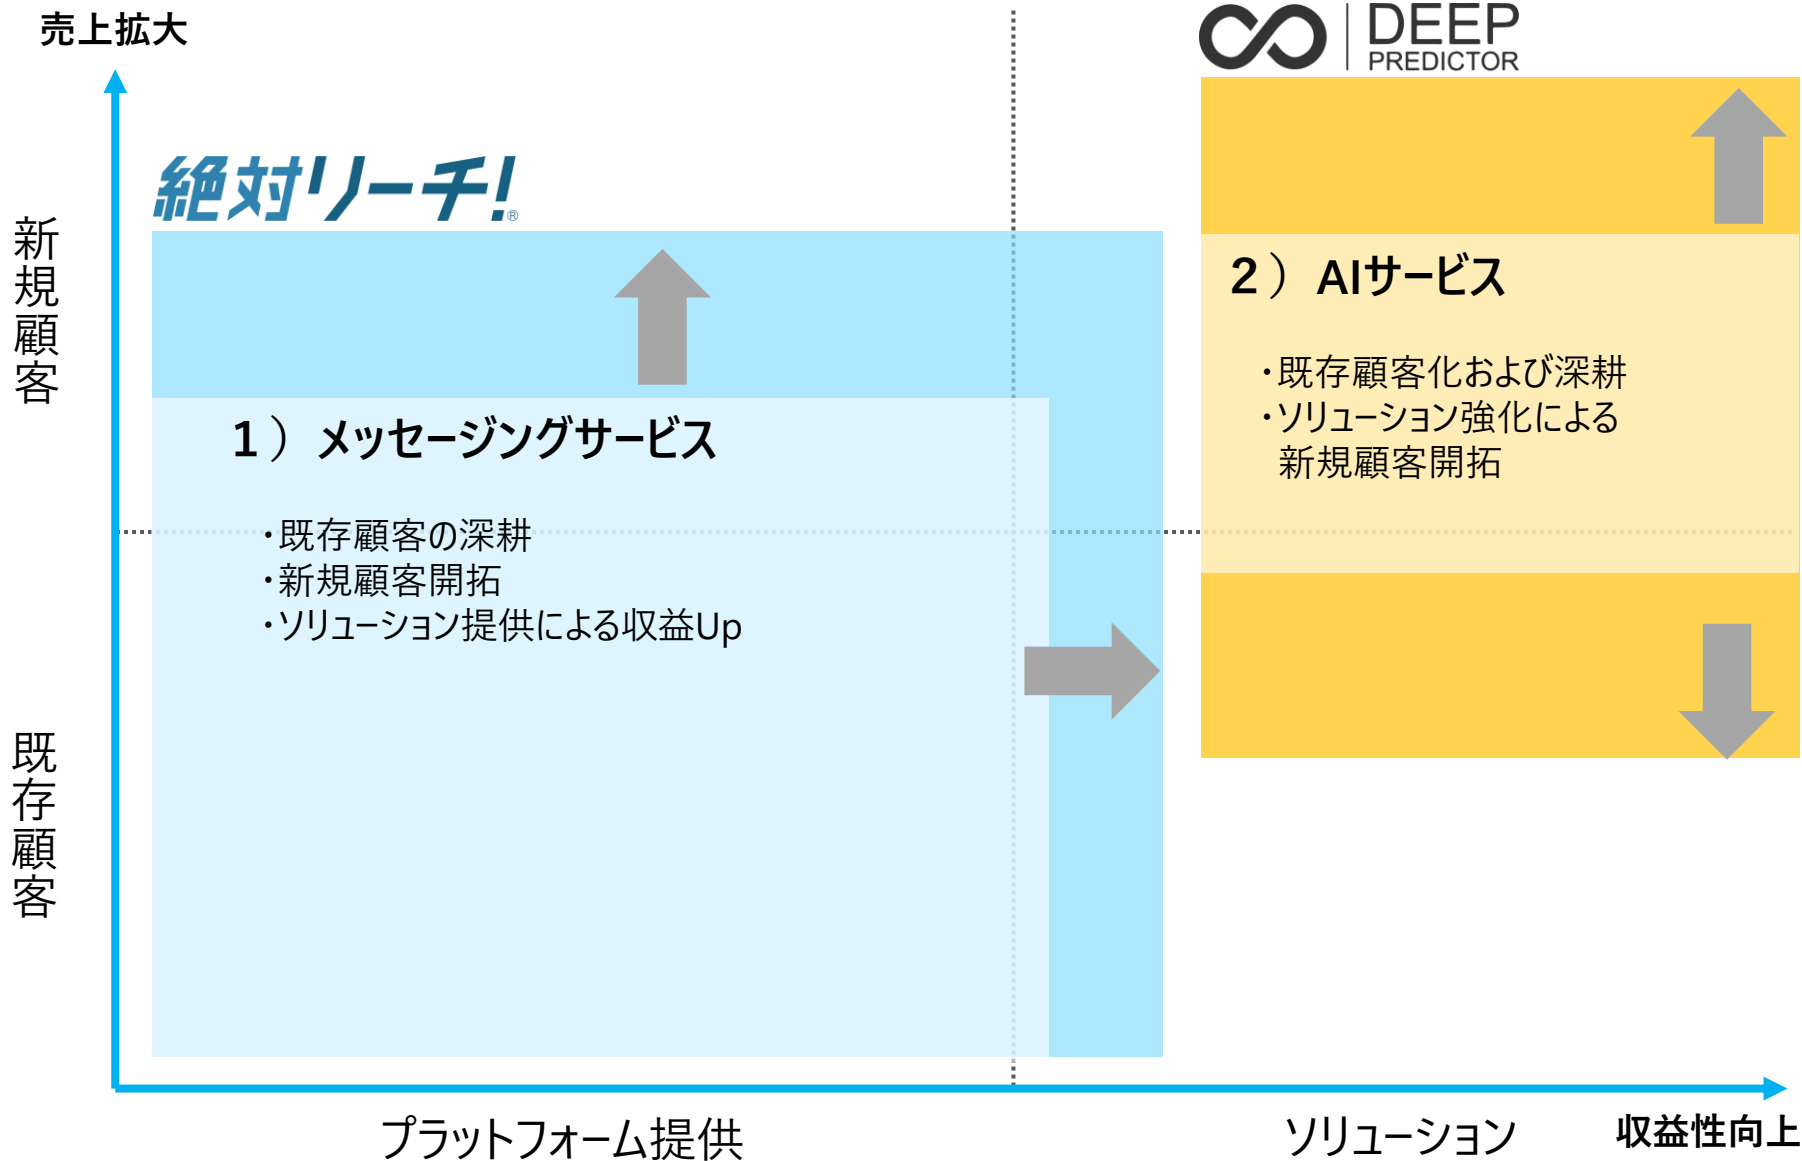 売上拡大
DEEP
PREDICTOR
絶対リーチ!®
新規顧客
2）AIサービス
・既存顧客化および深耕
・ソリューション強化による
新規顧客開拓
1）メッセージングサービス
・既存顧客の深耕
・新規顧客開拓
・ソリューション提供による収益Up
既存顧客
プラットフォーム提供
ソリューション
収益性向上